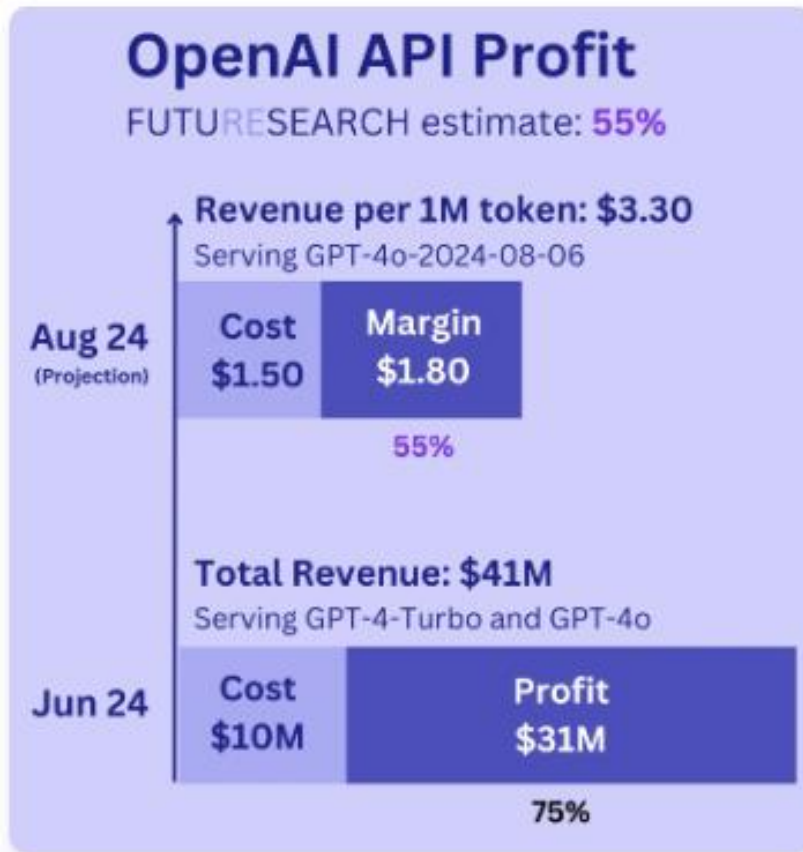 OpenAI API Profit
FUTURESEARCH estimate: 55%
Revenue per 1M token: $3.30
Serving GPT-4o-2024-08-06
Aug 24
(Projection)
Cost
$1.50
Margin
$1.80
55%
Total Revenue: $41M
Serving GPT-4-Turbo and GPT-4o
Jun 24
Cost
$10M
Profit
$31M
75%